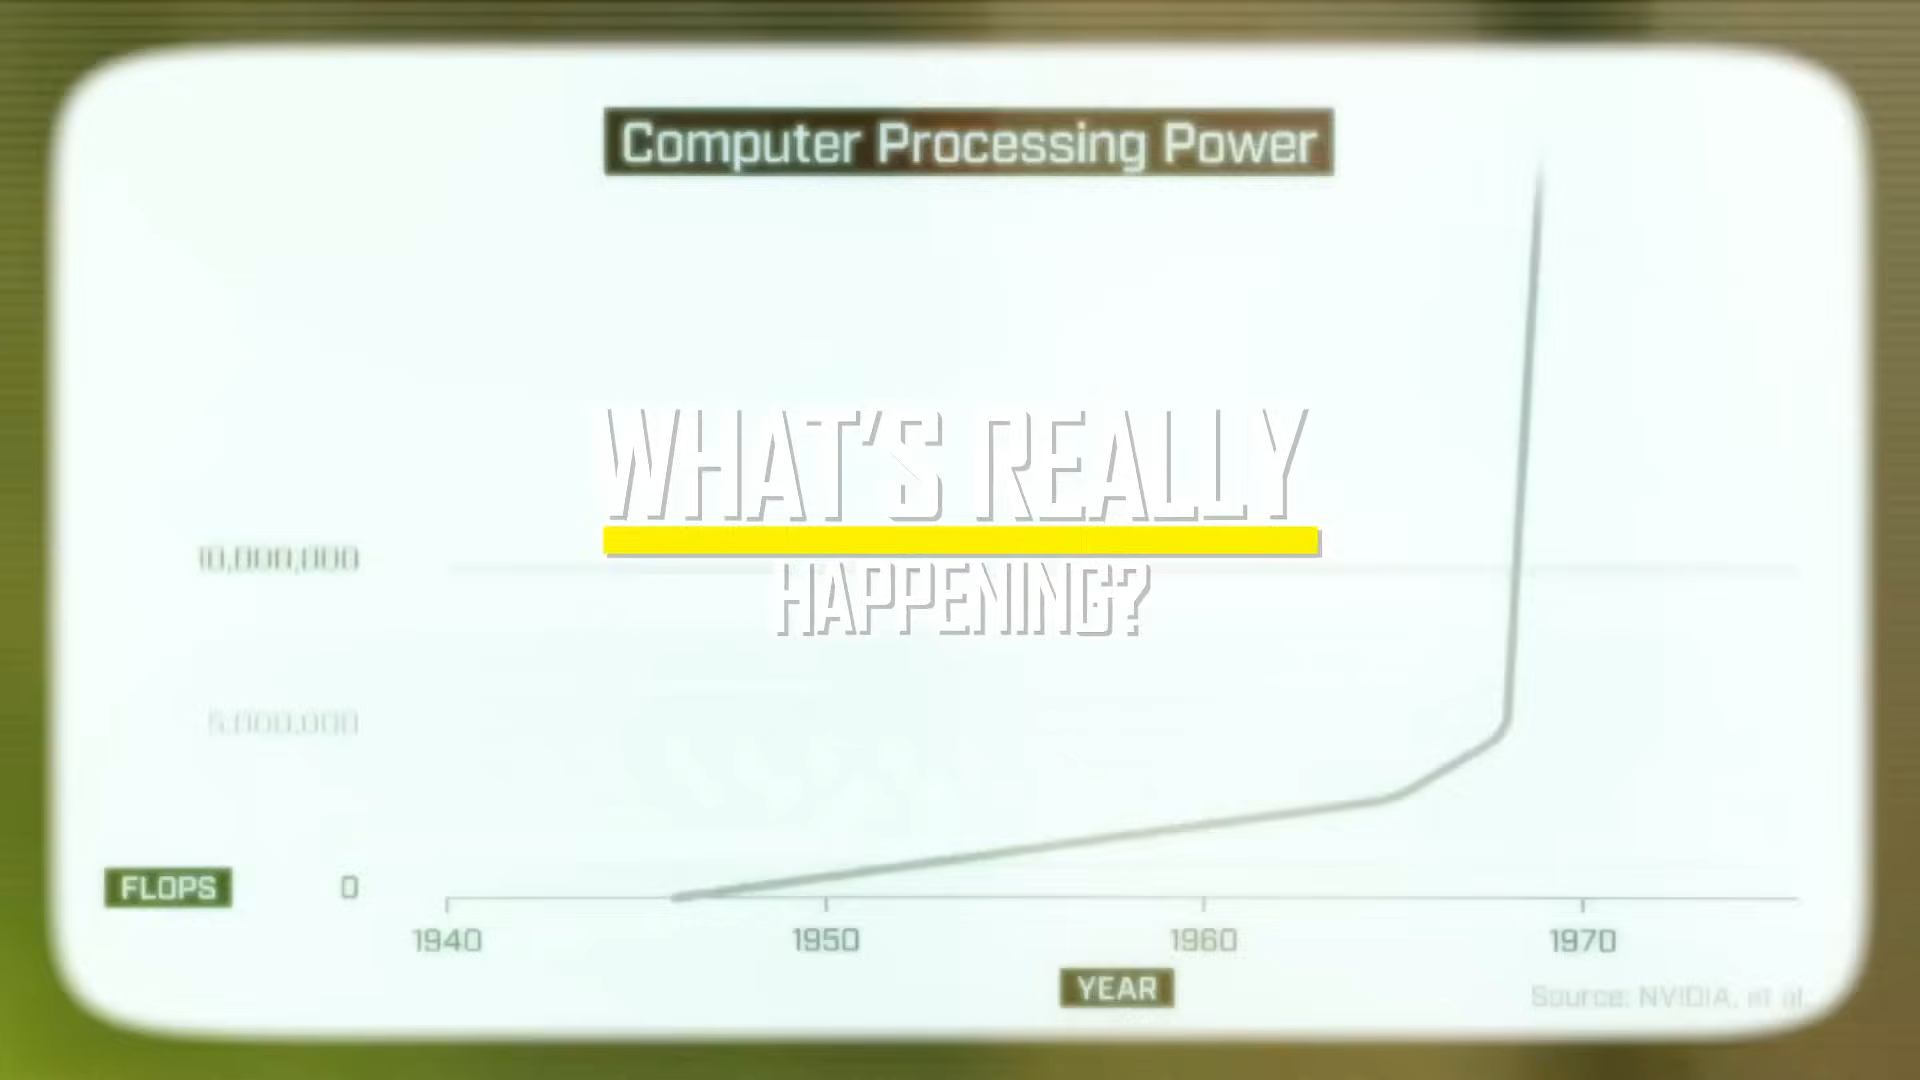 Computer Processing Power
WHAT'S REALLY
HAPPENING?
10,000,000
5,000,000
FLOPS
0
1940
1950
1960
1970
YEAR
Source: NVIDIA, et al.